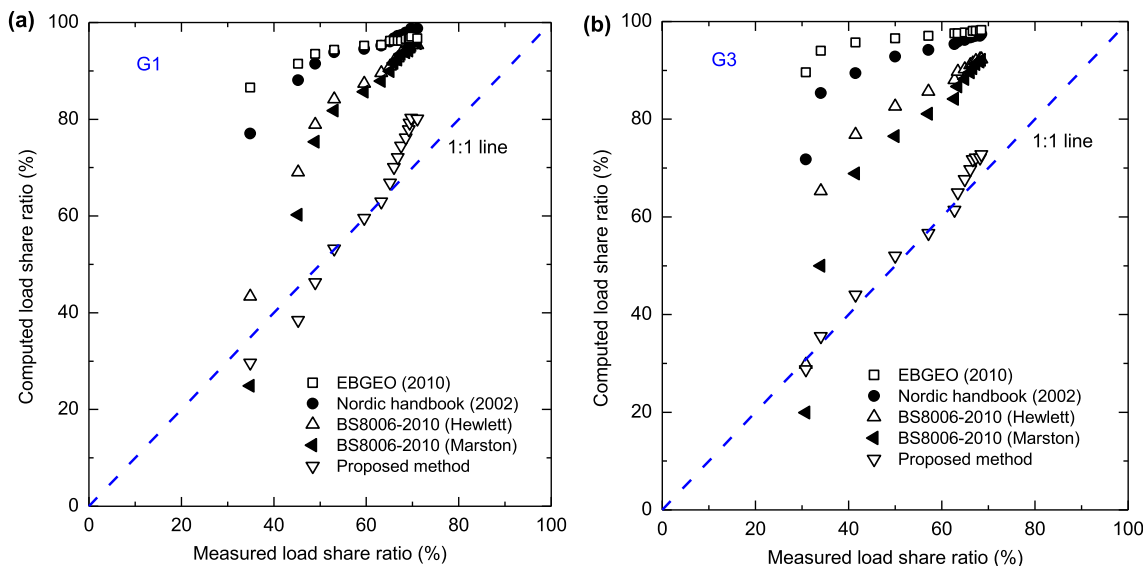 (a)
100
80
60
40
20
0
Computed load share ratio (%)
G1
1:1 line
EBGEO (2010)
Nordic handbook (2002)
BS8006-2010 (Hewlett)
BS8006-2010 (Marston)
Proposed method
0 20 40 60 80 100
Measured load share ratio (%)
(b)
100
80
60
40
20
0
Computed load share ratio (%)
G3
1:1 line
EBGEO (2010)
Nordic handbook (2002)
BS8006-2010 (Hewlett)
BS8006-2010 (Marston)
Proposed method
0 20 40 60 80 100
Measured load share ratio (%)